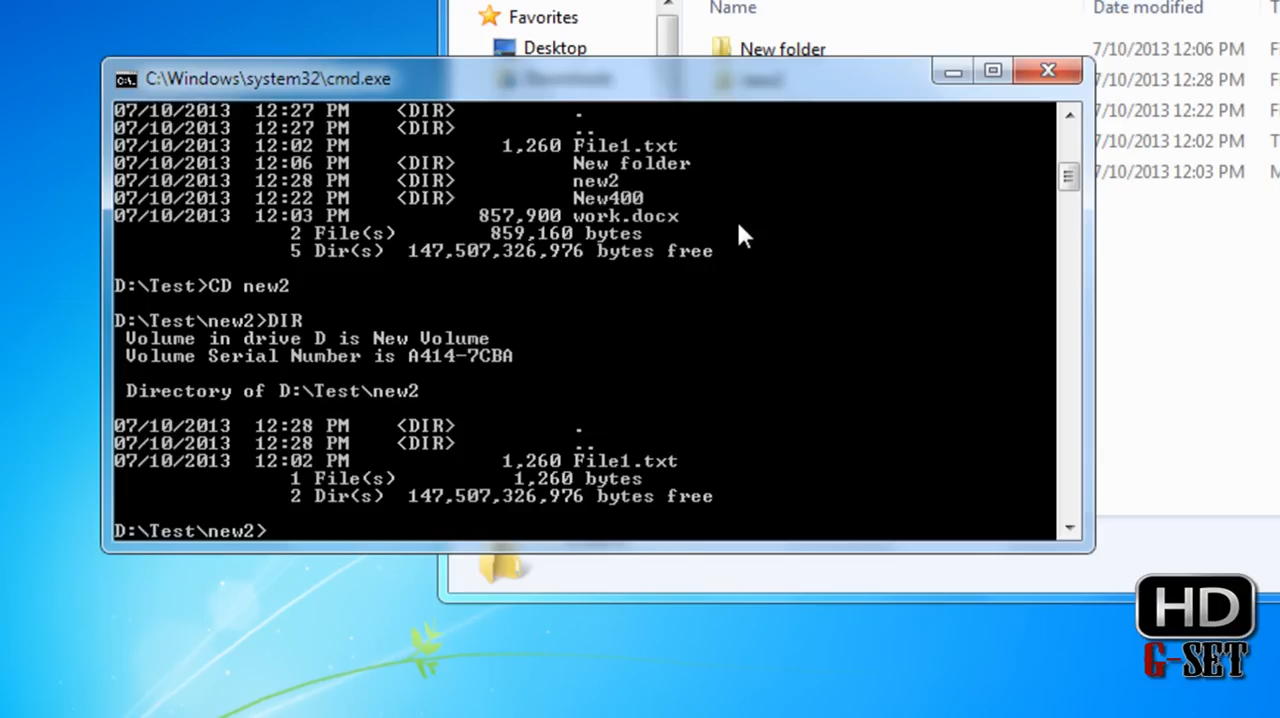 Favorites
Name
Date modified
Desktop
New folder
7/10/2013 12:06 PM
7/10/2013 12:28 PM
7/10/2013 12:22 PM
7/10/2013 12:02 PM
7/10/2013 12:03 PM
C:\Windows\system32\cmd.exe
07/10/2013 12:27 PM <DIR> .
07/10/2013 12:27 PM <DIR> ..
07/10/2013 12:02 PM 1,260 File1.txt
07/10/2013 12:06 PM <DIR> New folder
07/10/2013 12:28 PM <DIR> new2
07/10/2013 12:22 PM <DIR> New400
07/10/2013 12:03 PM 857,900 work.docx
2 File(s) 859,160 bytes
5 Dir(s) 147,507,326,976 bytes free
D:\Test>CD new2
D:\Test\new2>DIR
Volume in drive D is New Volume
Volume Serial Number is A414-7CBA
Directory of D:\Test\new2
07/10/2013 12:28 PM <DIR> .
07/10/2013 12:28 PM <DIR> ..
07/10/2013 12:02 PM 1,260 File1.txt
1 File(s) 1,260 bytes
2 Dir(s) 147,507,326,976 bytes free
D:\Test\new2>
HD
G-SET